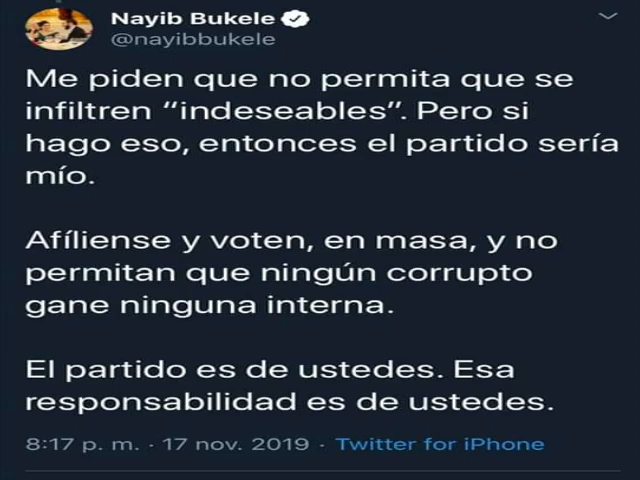 Nayib Bukele
@nayibbukele
Me piden que no permita que se
infiltren “indeseables”. Pero si
hago eso, entonces el partido sería
mío.
Afíliense y voten, en masa, y no
permitan que ningún corrupto
gane ninguna interna.
El partido es de ustedes. Esa
responsabilidad es de ustedes.
8:17 p. m. · 17 nov. 2019 · Twitter for iPhone